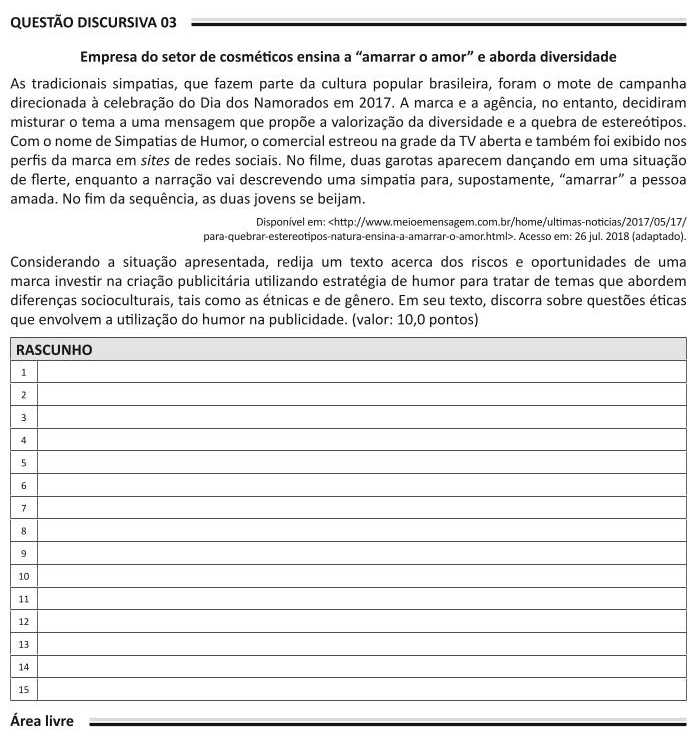 QUESTÃO DISCURSIVA 03
Empresa do setor de cosméticos ensina a “amarrar o amor” e aborda diversidade
As tradicionais simpatias, que fazem parte da cultura popular brasileira, foram o mote de campanha
direcionada à celebração do Dia dos Namorados em 2017. A marca e a agência, no entanto, decidiram
misturar o tema a uma mensagem que propõe a valorização da diversidade e a quebra de estereótipos.
Com o nome de Simpatias de Humor, o comercial estreou na grade da TV aberta e também foi exibido nos
perfis da marca em sites de redes sociais. No filme, duas garotas aparecem dançando em uma situação
de flerte, enquanto a narração vai descrevendo uma simpatia para, supostamente, “amarrar” a pessoa
amada. No fim da sequência, as duas jovens se beijam.
Disponível em: <http://www.meioemensagem.com.br/home/ultimas-noticias/2017/05/17/
para-quebrar-estereotipos-natura-ensina-a-amarrar-o-amor.html>. Acesso em: 26 jul. 2018 (adaptado).
Considerando a situação apresentada, redija um texto acerca dos riscos e oportunidades de uma
marca investir na criação publicitária utilizando estratégia de humor para tratar de temas que abordem
diferenças socioculturais, tais como as étnicas e de gênero. Em seu texto, discorra sobre questões éticas
que envolvem a utilização do humor na publicidade. (valor: 10,0 pontos)
RASCUNHO
1
2
3
4
5
6
7
8
9
10
11
12
13
14
15
Área livre